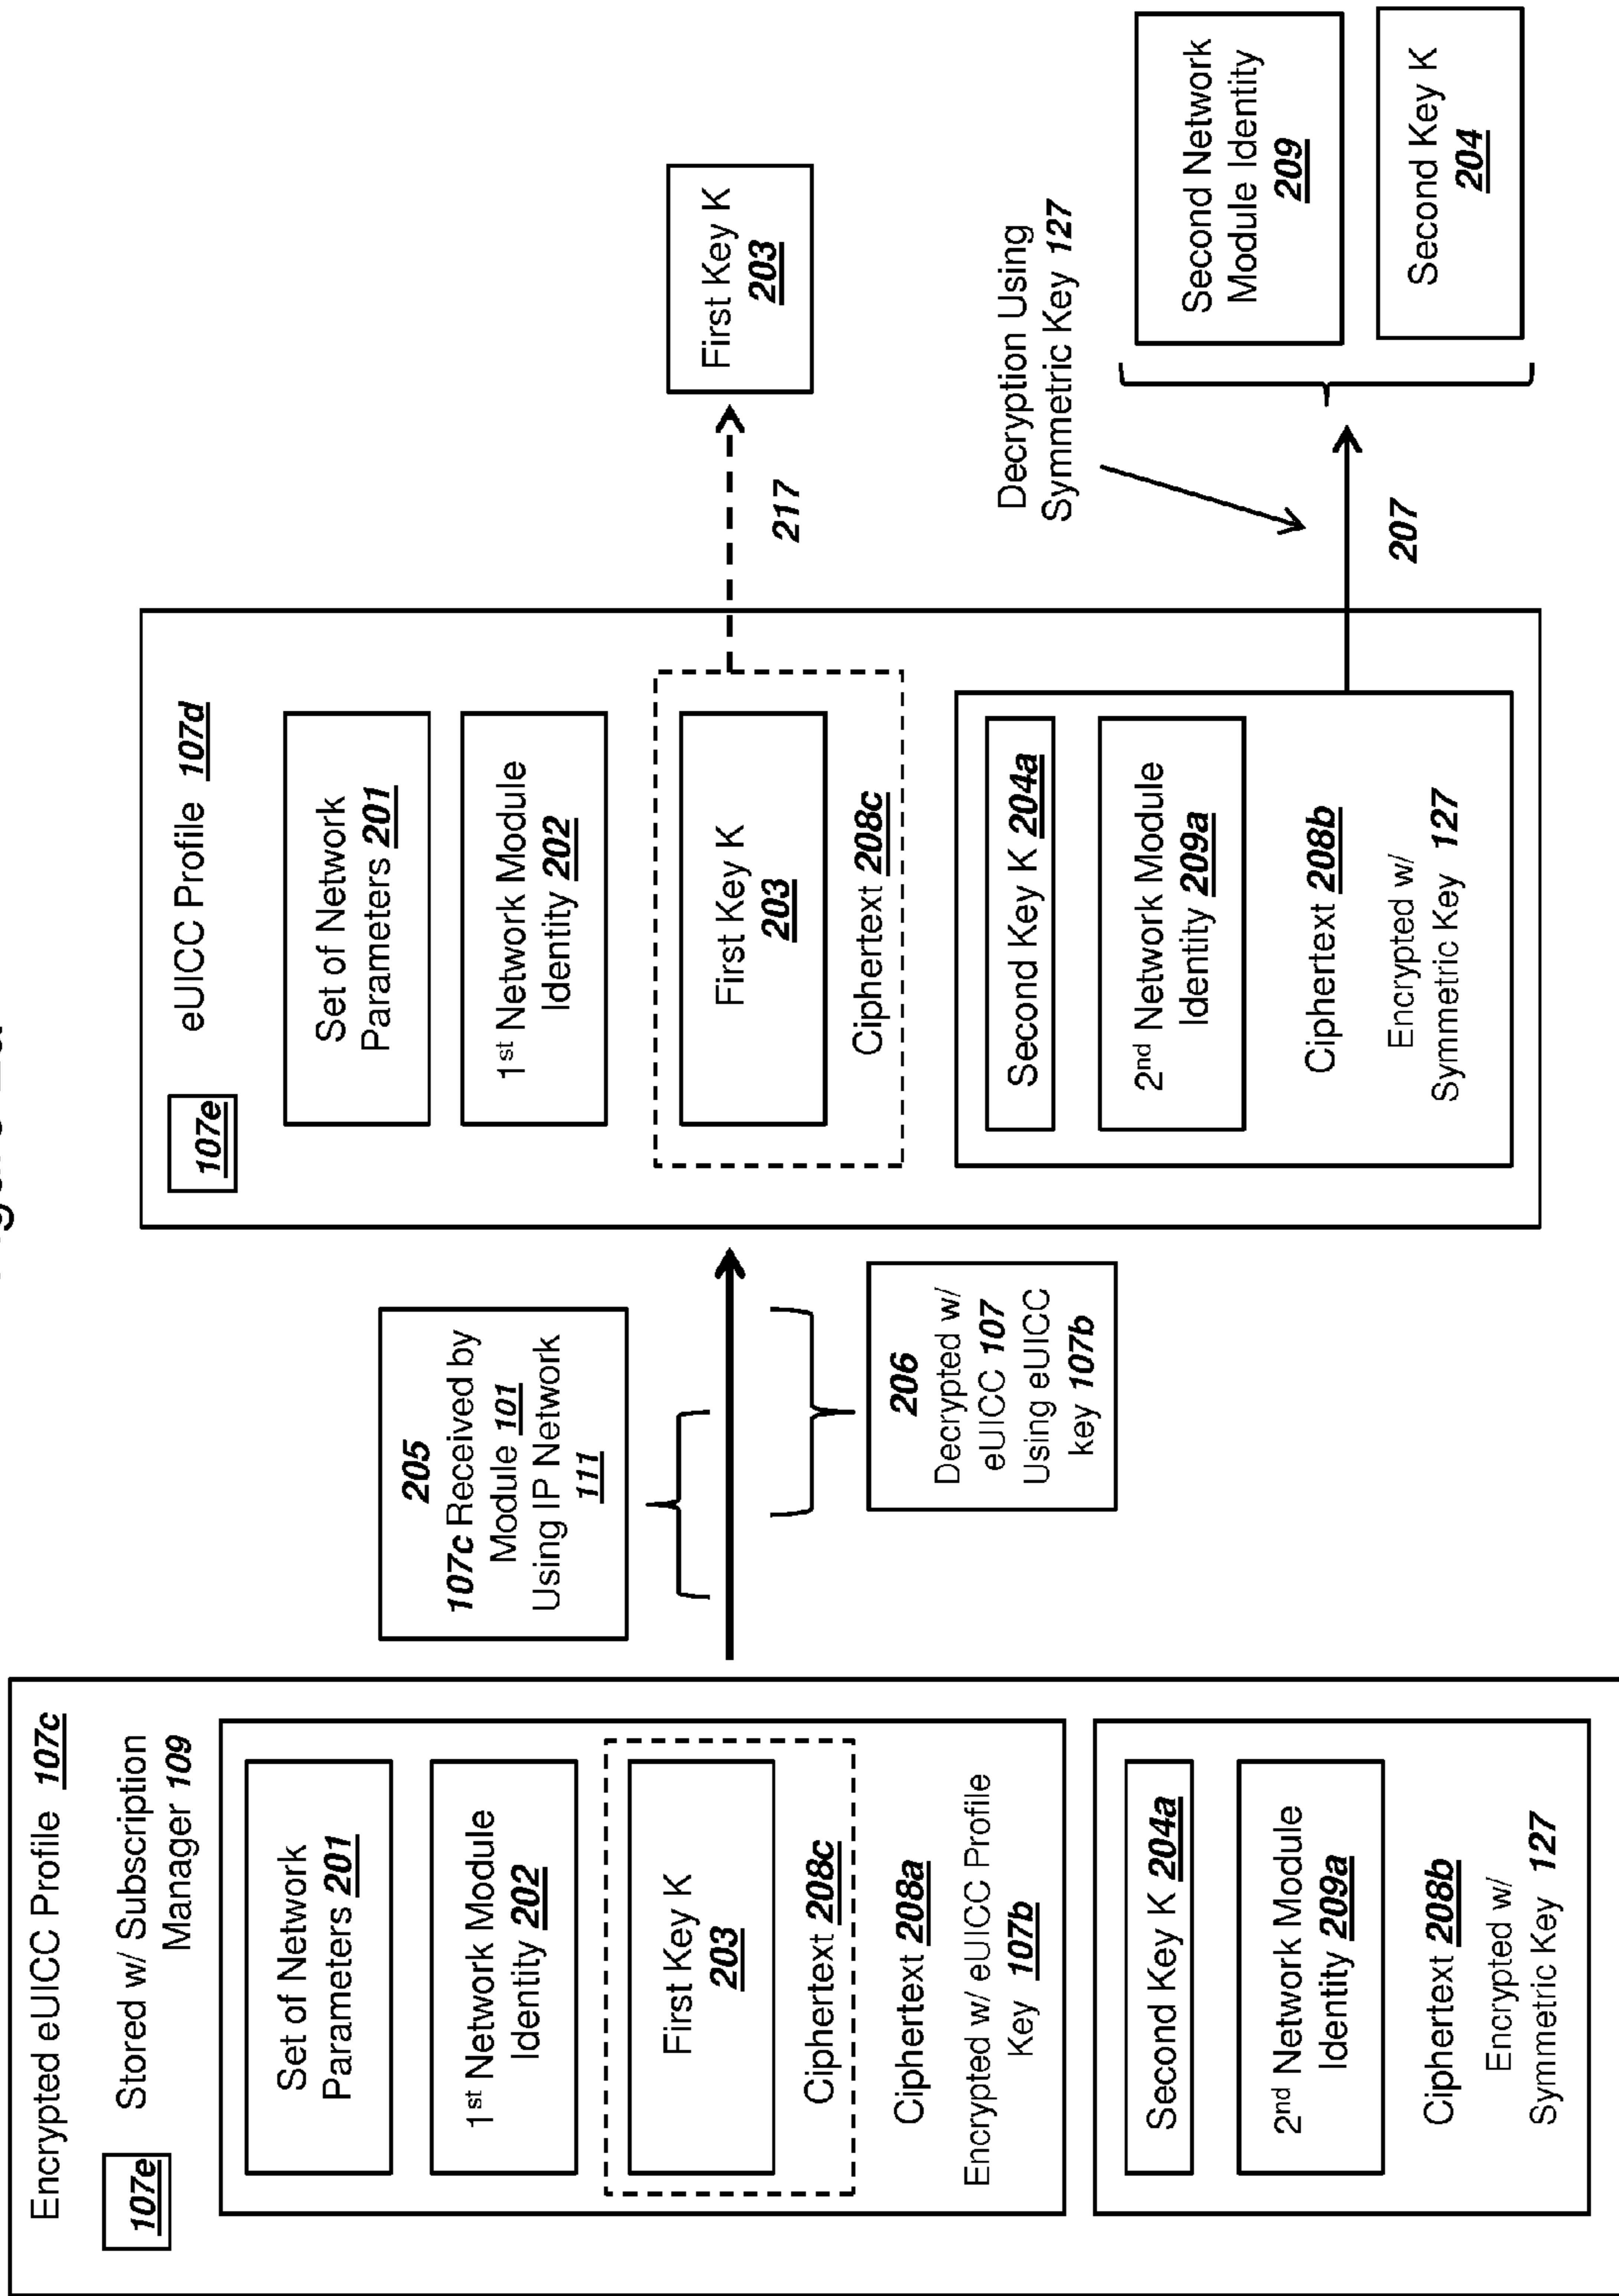 Encrypted eUICC Profile 107c
107e
Stored w/ Subscription
Manager 109
Set of Network
Parameters 201
1st Network Module
Identity 202
First Key K
203
Ciphertext 208c
Ciphertext 208a
Encrypted w/ eUICC Profile
Key 107b
Second Key K 204a
2nd Network Module
Identity 209a
Ciphertext 208b
Encrypted w/
Symmetric Key 127
205
107c Received by
Module 101
Using IP Network
111
206
Decrypted w/
eUICC 107
Using eUICC
key 107b
107e
eUICC Profile 107d
Set of Network
Parameters 201
1st Network Module
Identity 202
First Key K
203
Ciphertext 208c
Second Key K 204a
2nd Network Module
Identity 209a
Ciphertext 208b
Encrypted w/
Symmetric Key 127
217
First Key K
203
Decryption Using
Symmetric Key 127
207
Second Network
Module Identity
209
Second Key K
204